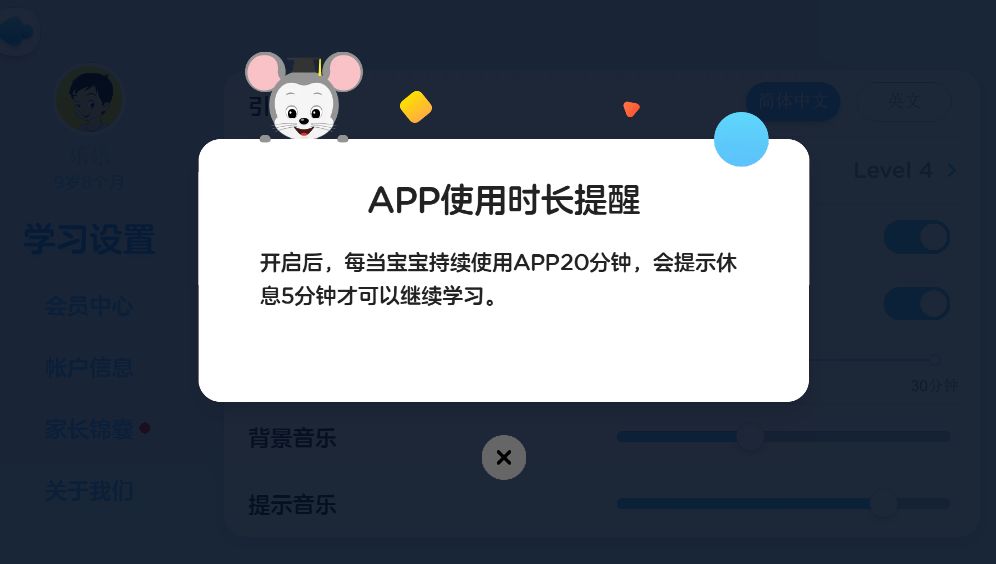 引
简体中文
英文
乐乐
9岁8个月
Level 4
学习设置
APP使用时长提醒
开启后，每当宝宝持续使用APP20分钟，会提示休
息5分钟才可以继续学习。
会员中心
帐户信息
30分钟
家长锦囊
背景音乐
关于我们
提示音乐